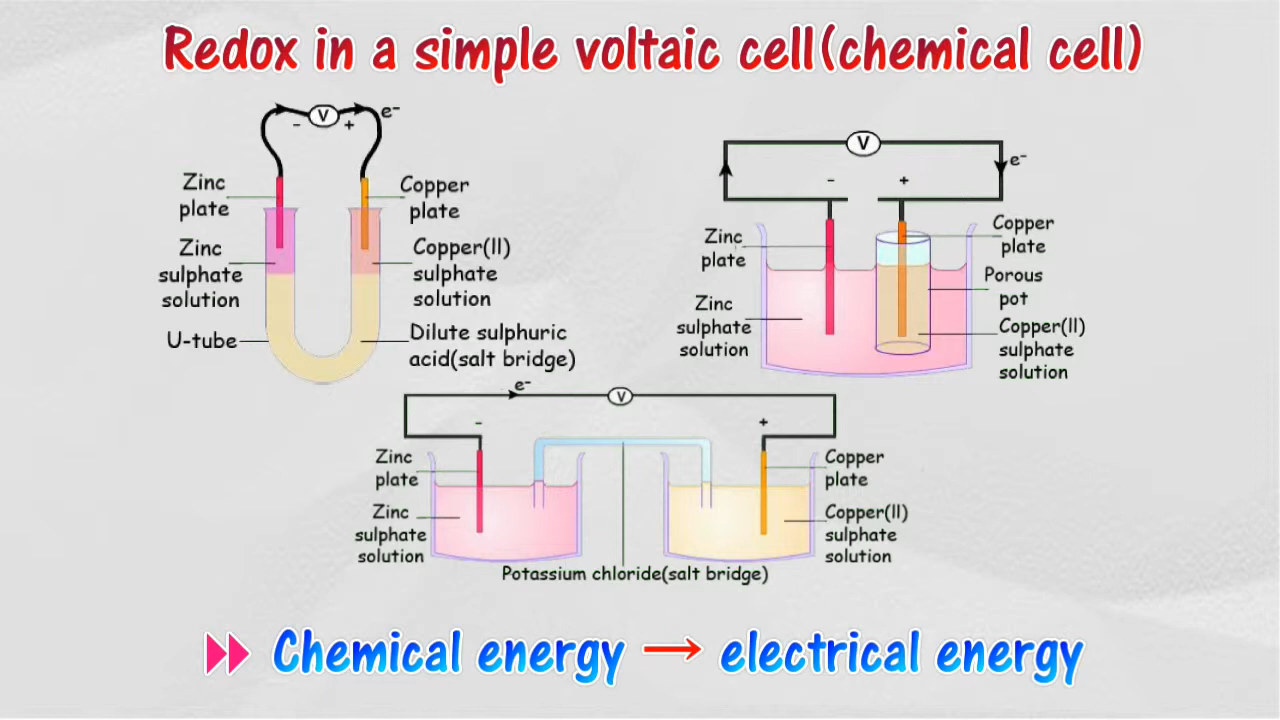 Redox in a simple voltaic cell(chemical cell)
V
e⁻
- +
Zinc
plate
Copper
plate
Zinc
sulphate
solution
Copper(II)
sulphate
solution
U-tube
Dilute sulphuric
acid(salt bridge)
V
e⁻
- +
Zinc
plate
Copper
plate
Porous
pot
Zinc
sulphate
solution
Copper(II)
sulphate
solution
e⁻
V
- +
Zinc
plate
Copper
plate
Zinc
sulphate
solution
Copper(II)
sulphate
solution
Potassium chloride(salt bridge)
Chemical energy → electrical energy